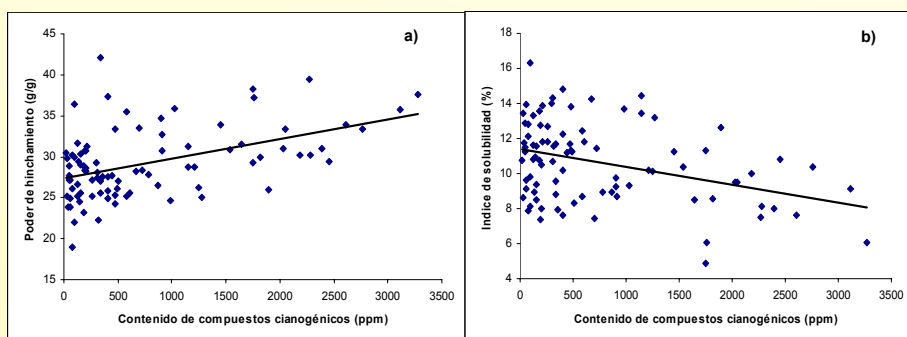 a)
Poder de hinchamiento (g/g)
45
40
35
30
25
20
15
0 500 1000 1500 2000 2500 3000 3500
Contenido de compuestos cianogénicos (ppm)
b)
Indice de solubilidad (%)
18
16
14
12
10
8
6
4
0 500 1000 1500 2000 2500 3000 3500
Contenido de compuestos cianogénicos (ppm)